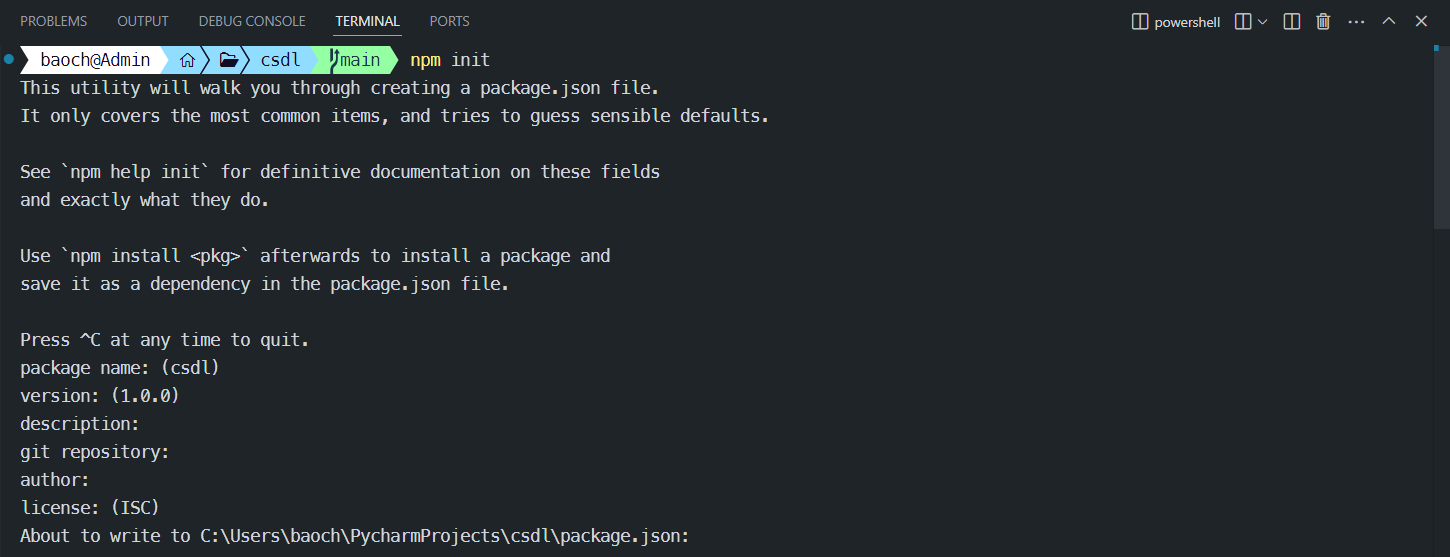 PROBLEMS OUTPUT DEBUG CONSOLE TERMINAL PORTS powershell
baoch@Admin csdl main npm init
This utility will walk you through creating a package.json file.
It only covers the most common items, and tries to guess sensible defaults.
See `npm help init` for definitive documentation on these fields
and exactly what they do.
Use `npm install <pkg>` afterwards to install a package and
save it as a dependency in the package.json file.
Press ^C at any time to quit.
package name: (csdl)
version: (1.0.0)
description:
git repository:
author:
license: (ISC)
About to write to C:\Users\baoch\PycharmProjects\csdl\package.json: